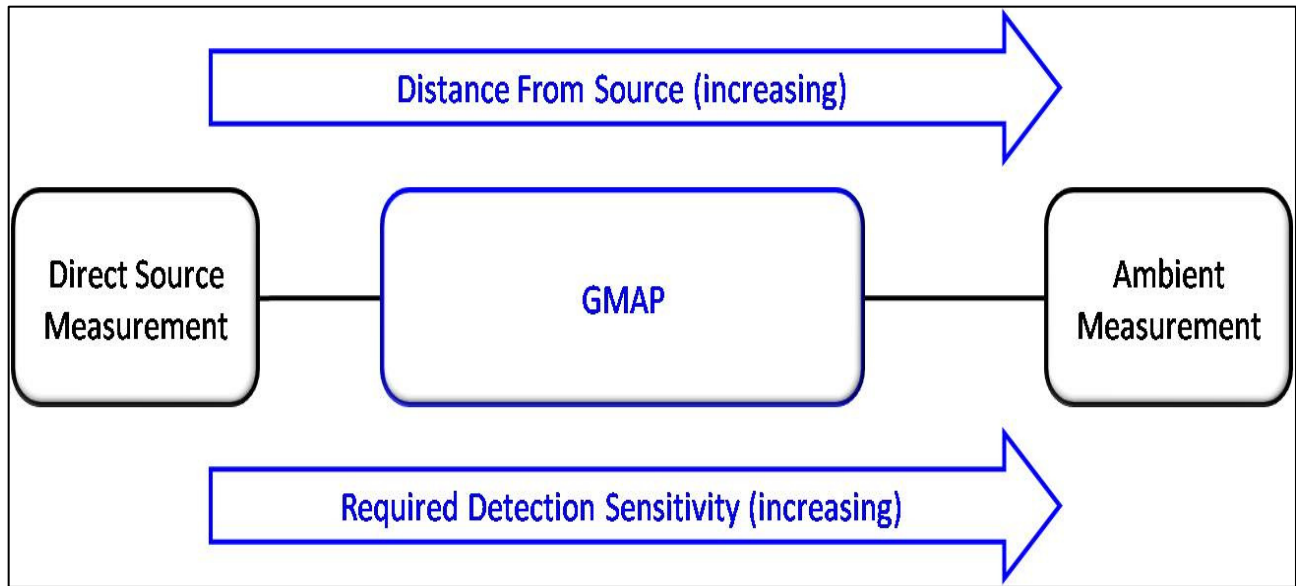 Distance From Source (increasing)
Direct Source
Measurement
GMAP
Ambient
Measurement
Required Detection Sensitivity (increasing)